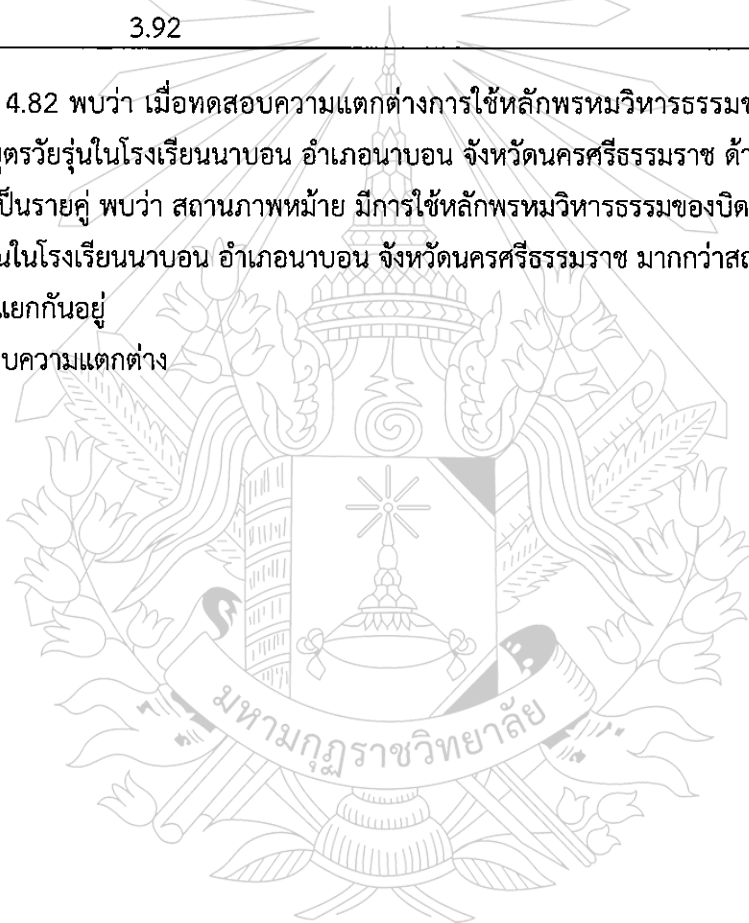 3.92
4.82 พบว่า เมื่อทดสอบความแตกต่างการใช้หลักพรหมวิหารธรรมข
บุตรวัยรุ่นในโรงเรียนนาบอน อำเภอนาบอน จังหวัดนครศรีธรรมราช ด้า
เป็นรายคู่ พบว่า สถานภาพหม้าย มีการใช้หลักพรหมวิหารธรรมของบิด
นในโรงเรียนนาบอน อำเภอนาบอน จังหวัดนครศรีธรรมราช มากกว่าสถ
แยกกันอยู่
บความแตกต่าง
มหามกุฏราชวิทยาลัย